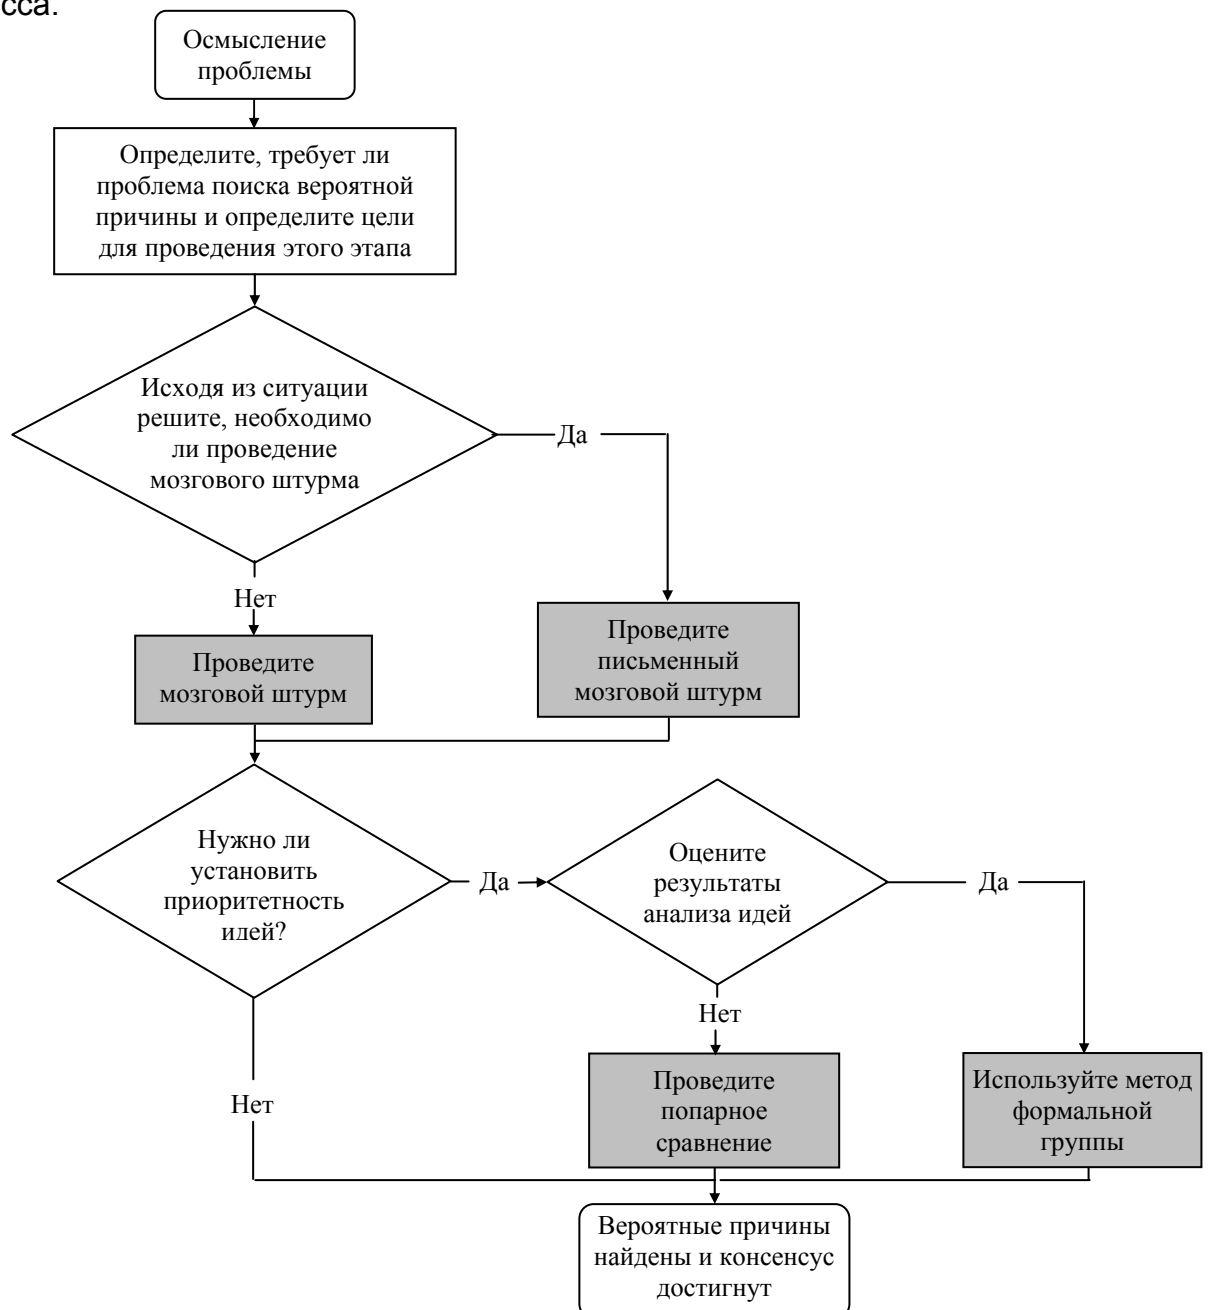 сса.
Осмысление
проблемы
Определите, требует ли
проблема поиска вероятной
причины и определите цели
для проведения этого этапа
Исходя из ситуации
решите, необходимо
ли проведение
мозгового штурма
Да
Нет
Проведите
мозговой штурм
Проведите
письменный
мозговой штурм
Нужно ли
установить
приоритетность
идей?
Да
Оцените
результаты
анализа идей
Да
Нет
Нет
Проведите
попарное
сравнение
Используйте метод
формальной
группы
Вероятные причины
найдены и консенсус
достигнут